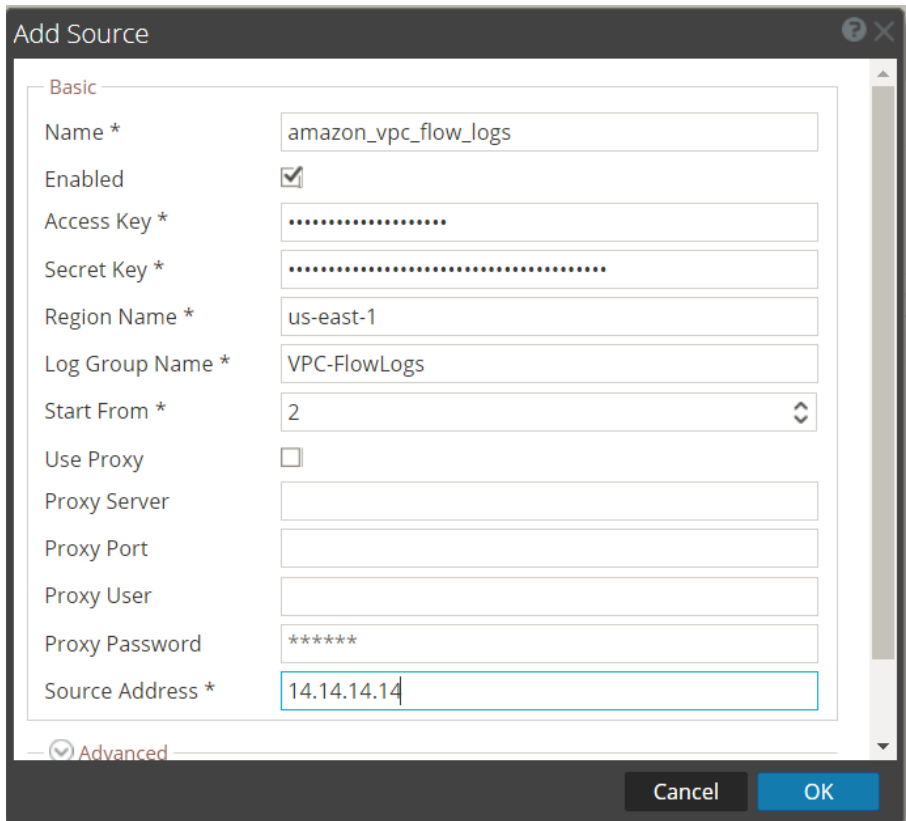 Add Source
Basic
Name * amazon_vpc_flow_logs
Enabled
Access Key * ••••••••••••••••••••
Secret Key * ••••••••••••••••••••••••••••••••••••••••
Region Name * us-east-1
Log Group Name * VPC-FlowLogs
Start From * 2
Use Proxy
Proxy Server
Proxy Port
Proxy User
Proxy Password ******
Source Address * 14.14.14.14
Advanced
Cancel OK